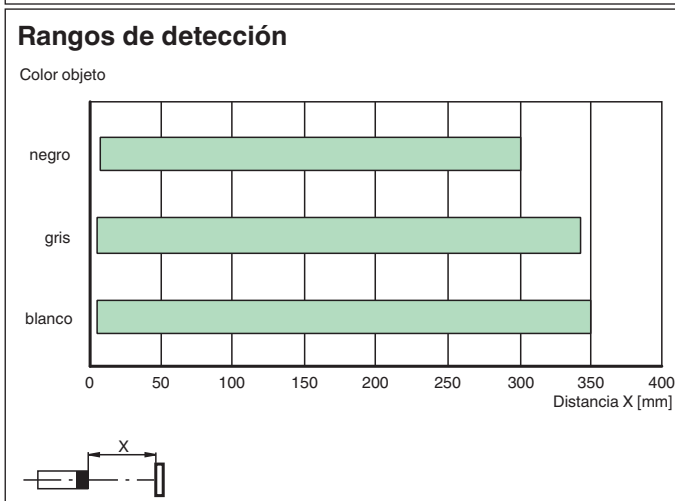 Rangos de detección
Color objeto
negro
gris
blanco
0 50 100 150 200 250 300 350 400
Distancia X [mm]
X